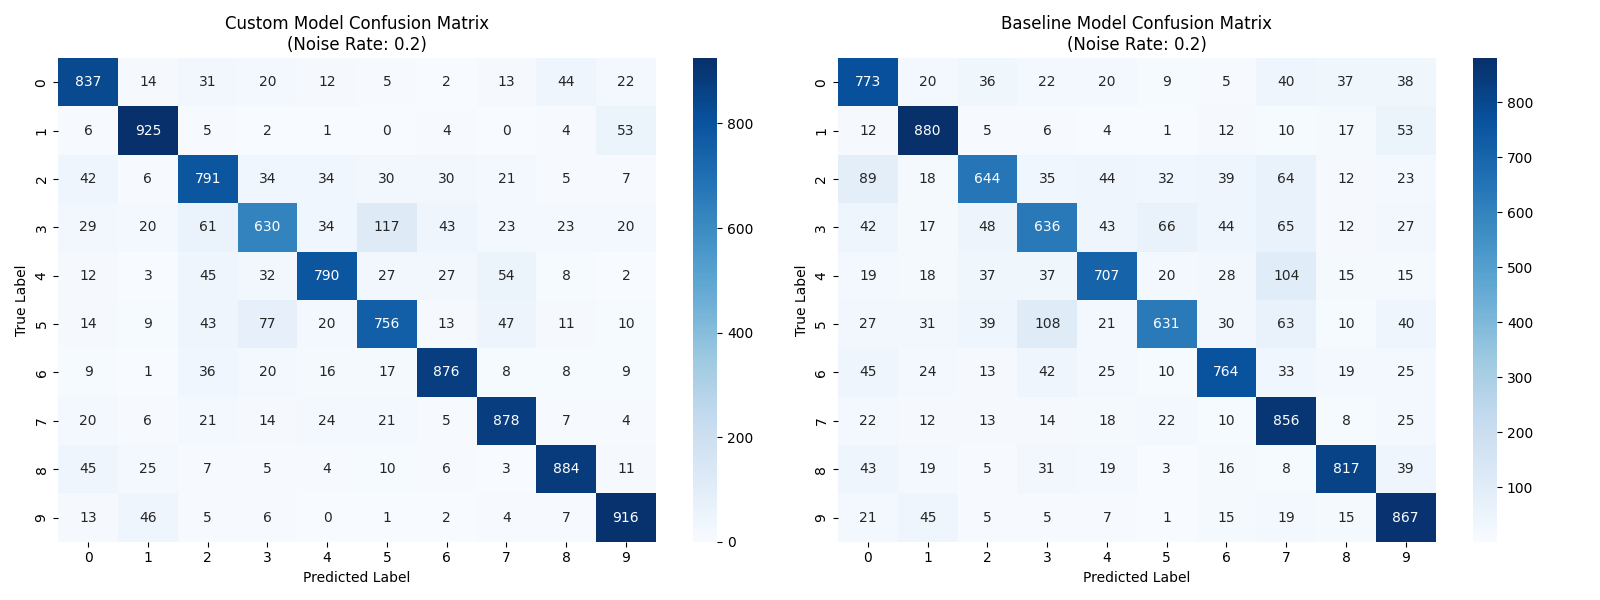 Custom Model Confusion Matrix
(Noise Rate: 0.2)
0 837 14 31 20 12 5 2 13 44 22
1 6 925 5 2 1 0 4 0 4 53
2 42 6 791 34 34 30 30 21 5 7
3 29 20 61 630 34 117 43 23 23 20
4 12 3 45 32 790 27 27 54 8 2
5 14 9 43 77 20 756 13 47 11 10
6 9 1 36 20 16 17 876 8 8 9
7 20 6 21 14 24 21 5 878 7 4
8 45 25 7 5 4 10 6 3 884 11
9 13 46 5 6 0 1 2 4 7 916
0 1 2 3 4 5 6 7 8 9
True Label
Predicted Label
800
600
400
200
0
Baseline Model Confusion Matrix
(Noise Rate: 0.2)
0 773 20 36 22 20 9 5 40 37 38
1 12 880 5 6 4 1 12 10 17 53
2 89 18 644 35 44 32 39 64 12 23
3 42 17 48 636 43 66 44 65 12 27
4 19 18 37 37 707 20 28 104 15 15
5 27 31 39 108 21 631 30 63 10 40
6 45 24 13 42 25 10 764 33 19 25
7 22 12 13 14 18 22 10 856 8 25
8 43 19 5 31 19 3 16 8 817 39
9 21 45 5 5 7 1 15 19 15 867
0 1 2 3 4 5 6 7 8 9
True Label
Predicted Label
800
700
600
500
400
300
200
100